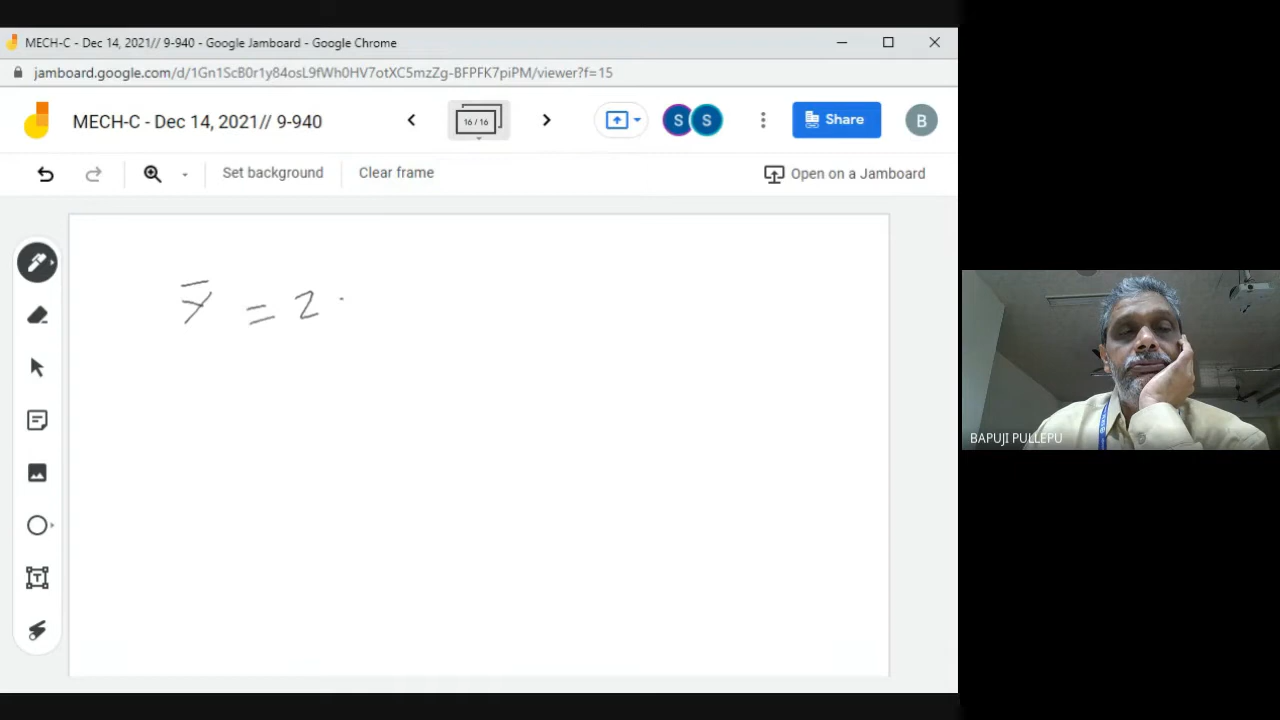 MECH-C - Dec 14, 2021// 9-940 - Google Jamboard - Google Chrome
jamboard.google.com/d/1Gn1ScB0r1y84osL9fWh0HV7otXC5mzZg-BFPFK7piPM/viewer?f=15
MECH-C - Dec 14, 2021// 9-940
16 / 16
S S
Share
B
Set background
Clear frame
Open on a Jamboard
T
ȳ = 2 ·
BAPUJI PULLEPU